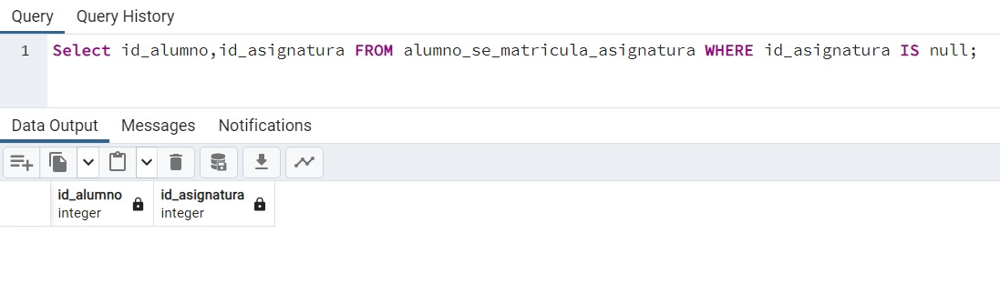 Query Query History
1 Select id_alumno,id_asignatura FROM alumno_se_matricula_asignatura WHERE id_asignatura IS null;
Data Output Messages Notifications
id_alumno id_asignatura
integer integer